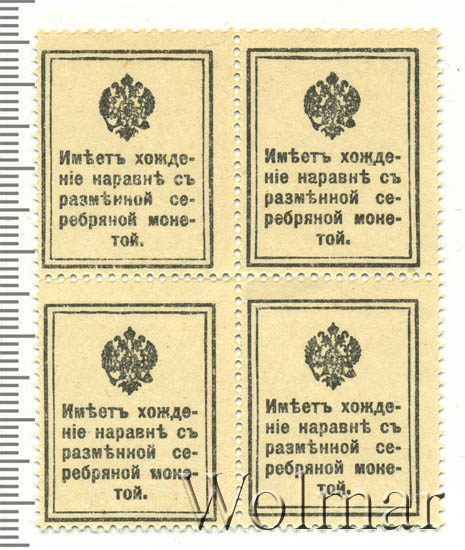 Имѣетъ хожде-
ніе наравнѣ съ
размѣнной се-
ребряной моне-
той.
Имѣетъ хожде-
ніе наравнѣ съ
размѣнной се-
ребряной моне-
той.
Имѣетъ хожде-
ніе наравнѣ съ
размѣнной се-
ребряной моне-
той.
Имѣетъ хожде-
ніе наравнѣ съ
размѣнной се-
ребряной моне-
той.
Wolmar